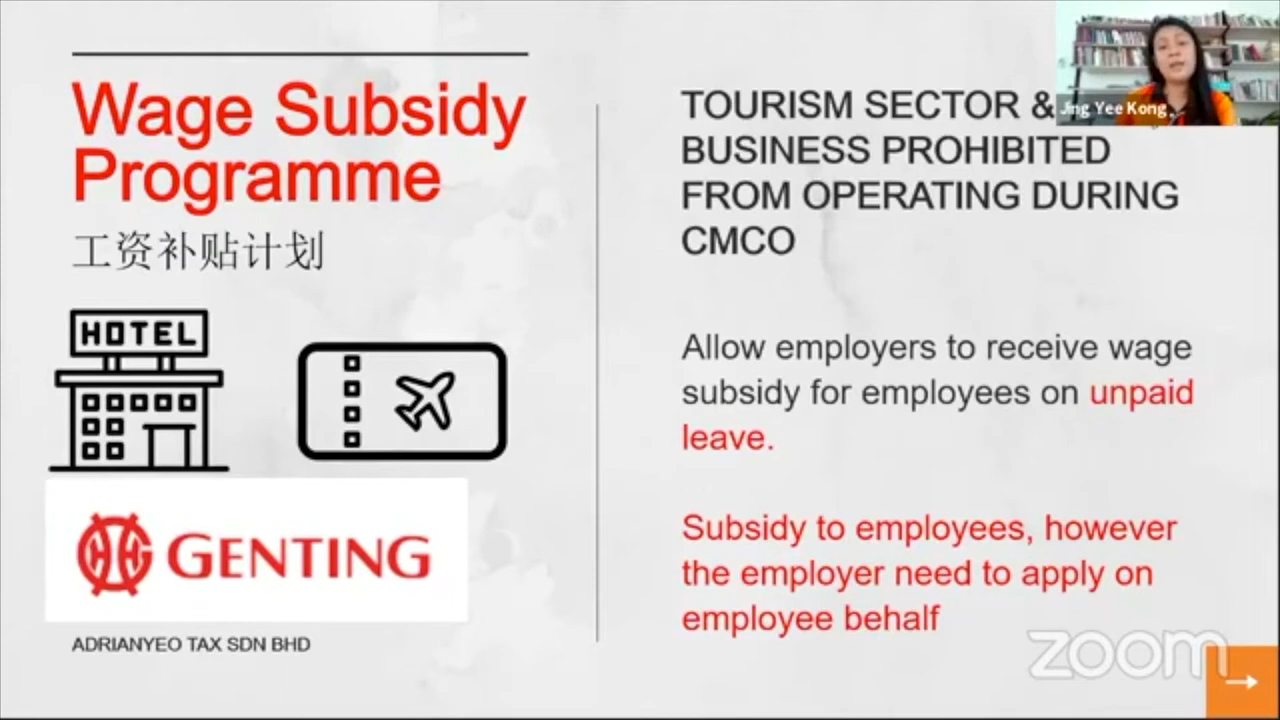 Wage Subsidy
Programme
工资补贴计划
HOTEL
GENTING
ADRIANYEO TAX SDN BHD
TOURISM SECTOR &
BUSINESS PROHIBITED
FROM OPERATING DURING
CMCO
Allow employers to receive wage
subsidy for employees on unpaid
leave.
Subsidy to employees, however
the employer need to apply on
employee behalf
Jing Yee Kong
zoom